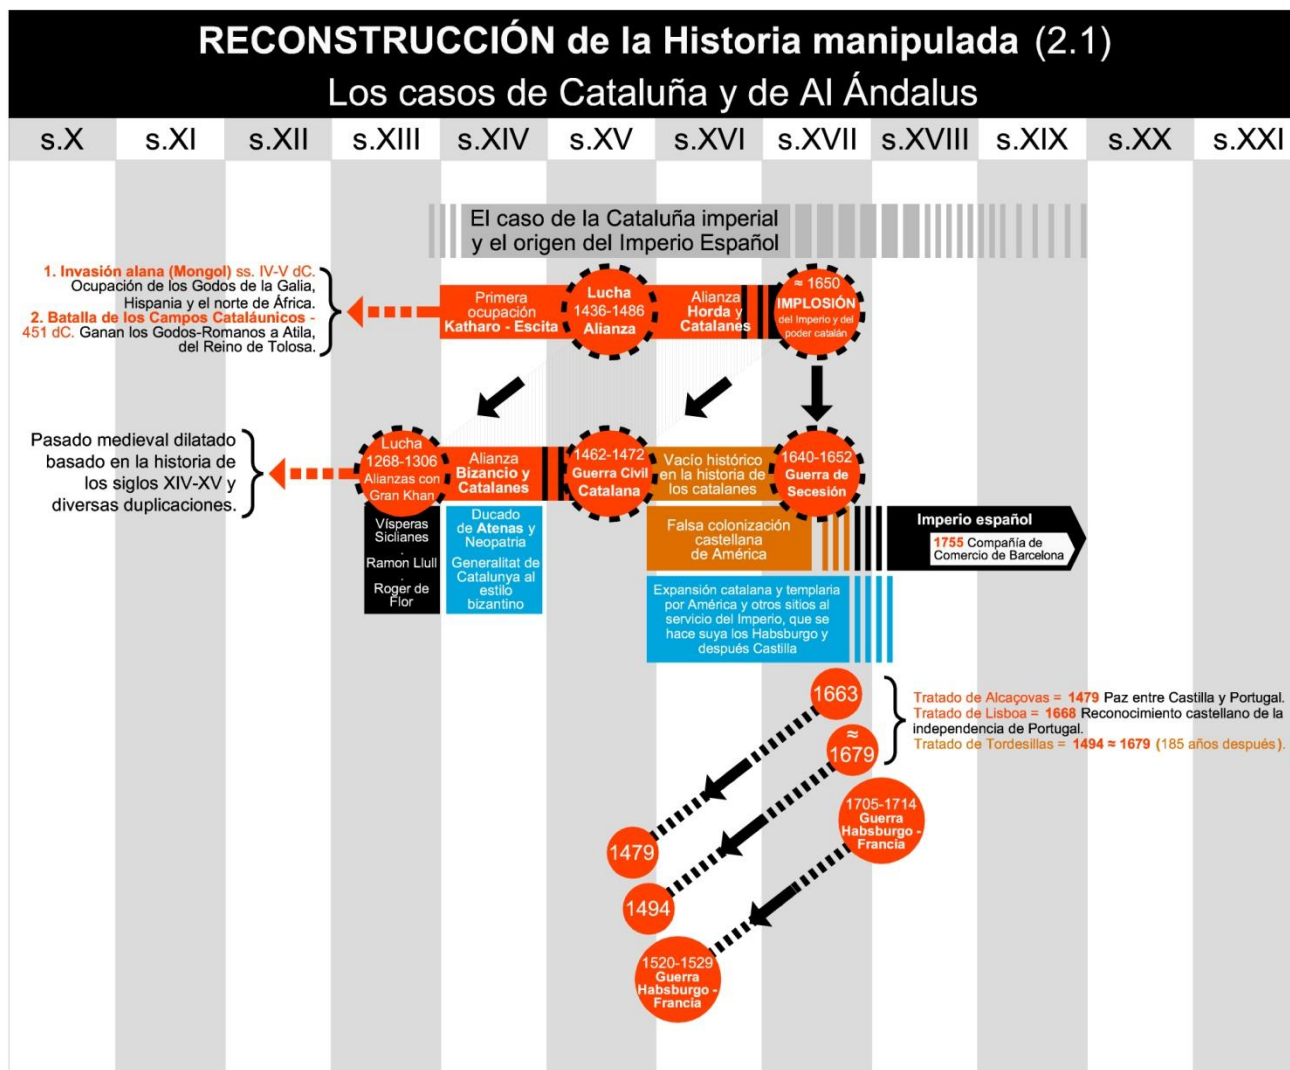 RECONSTRUCCIÓN de la Historia manipulada (2.1)
Los casos de Cataluña y de Al Ándalus
s.X s.XI s.XII s.XIII s.XIV s.XV s.XVI s.XVII s.XVIII s.XIX s.XX s.XXI
El caso de la Cataluña imperial
y el origen del Imperio Español
1. Invasión alana (Mongol) ss. IV-V dC.
Ocupación de los Godos de la Galia,
Hispania y el norte de África.
2. Batalla de los Campos Cataláunicos -
451 dC. Ganan los Godos-Romanos a Atila,
del Reino de Tolosa.
Primera
ocupación
Katharo - Escita
Lucha
1436-1486
Alianza
Alianza
Horda y
Catalanes
≈ 1650
IMPLOSIÓN
del Imperio y del
poder catalán
Pasado medieval dilatado
basado en la historia de
los siglos XIV-XV y
diversas duplicaciones.
Lucha
1268-1306
Alianzas con
Gran Khan
Alianza
Bizancio y
Catalanes
1462-1472
Guerra Civil
Catalana
Vacío histórico
en la historia de
los catalanes
1640-1652
Guerra de
Secesión
Vísperas
Sicilianes
.
Ramon Llull
.
Roger de
Flor
Ducado
de Atenas y
Neopatria
Generalitat de
Catalunya al
estilo
bizantino
Falsa colonización
castellana
de América
Imperio español
1755 Compañía de
Comercio de Barcelona
Expansión catalana y templaria
por América y otros sitios al
servicio del Imperio, que se
hace suya los Habsburgo y
después Castilla
1663
≈
1679
Tratado de Alcaçovas = 1479 Paz entre Castilla y Portugal.
Tratado de Lisboa = 1668 Reconocimiento castellano de la
independencia de Portugal.
Tratado de Tordesillas = 1494 ≈ 1679 (185 años después).
1705-1714
Guerra
Habsburgo -
Francia
1479
1494
1520-1529
Guerra
Habsburgo -
Francia